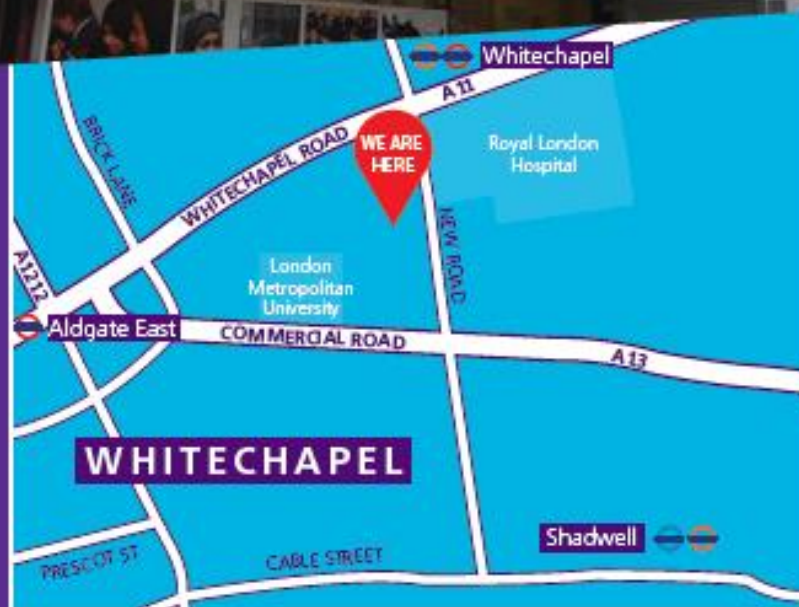 Whitechapel
A11
BRICK LANE
WHITECHAPEL ROAD
WE ARE
HERE
Royal London
Hospital
NEW ROAD
A1212
London
Metropolitan
University
Aldgate East
COMMERCIAL ROAD
A13
WHITECHAPEL
Shadwell
PRESCOT ST
CABLE STREET